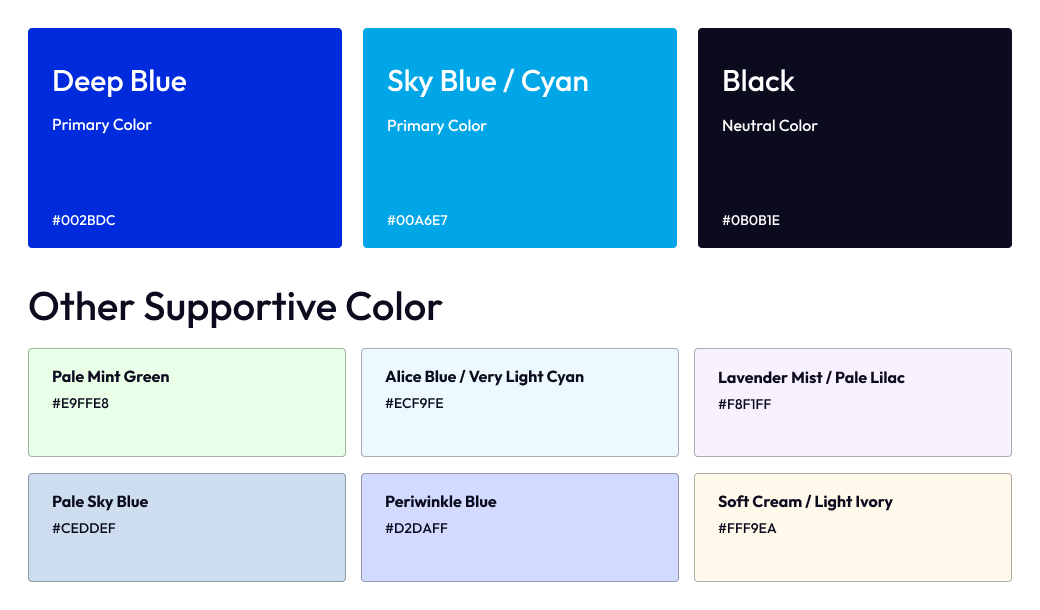 Deep Blue
Primary Color
#002BDC
Sky Blue / Cyan
Primary Color
#00A6E7
Black
Neutral Color
#0B0B1E
Other Supportive Color
Pale Mint Green
#E9FFE8
Alice Blue / Very Light Cyan
#ECF9FE
Lavender Mist / Pale Lilac
#F8F1FF
Pale Sky Blue
#CEDDEF
Periwinkle Blue
#D2DAFF
Soft Cream / Light Ivory
#FFF9EA